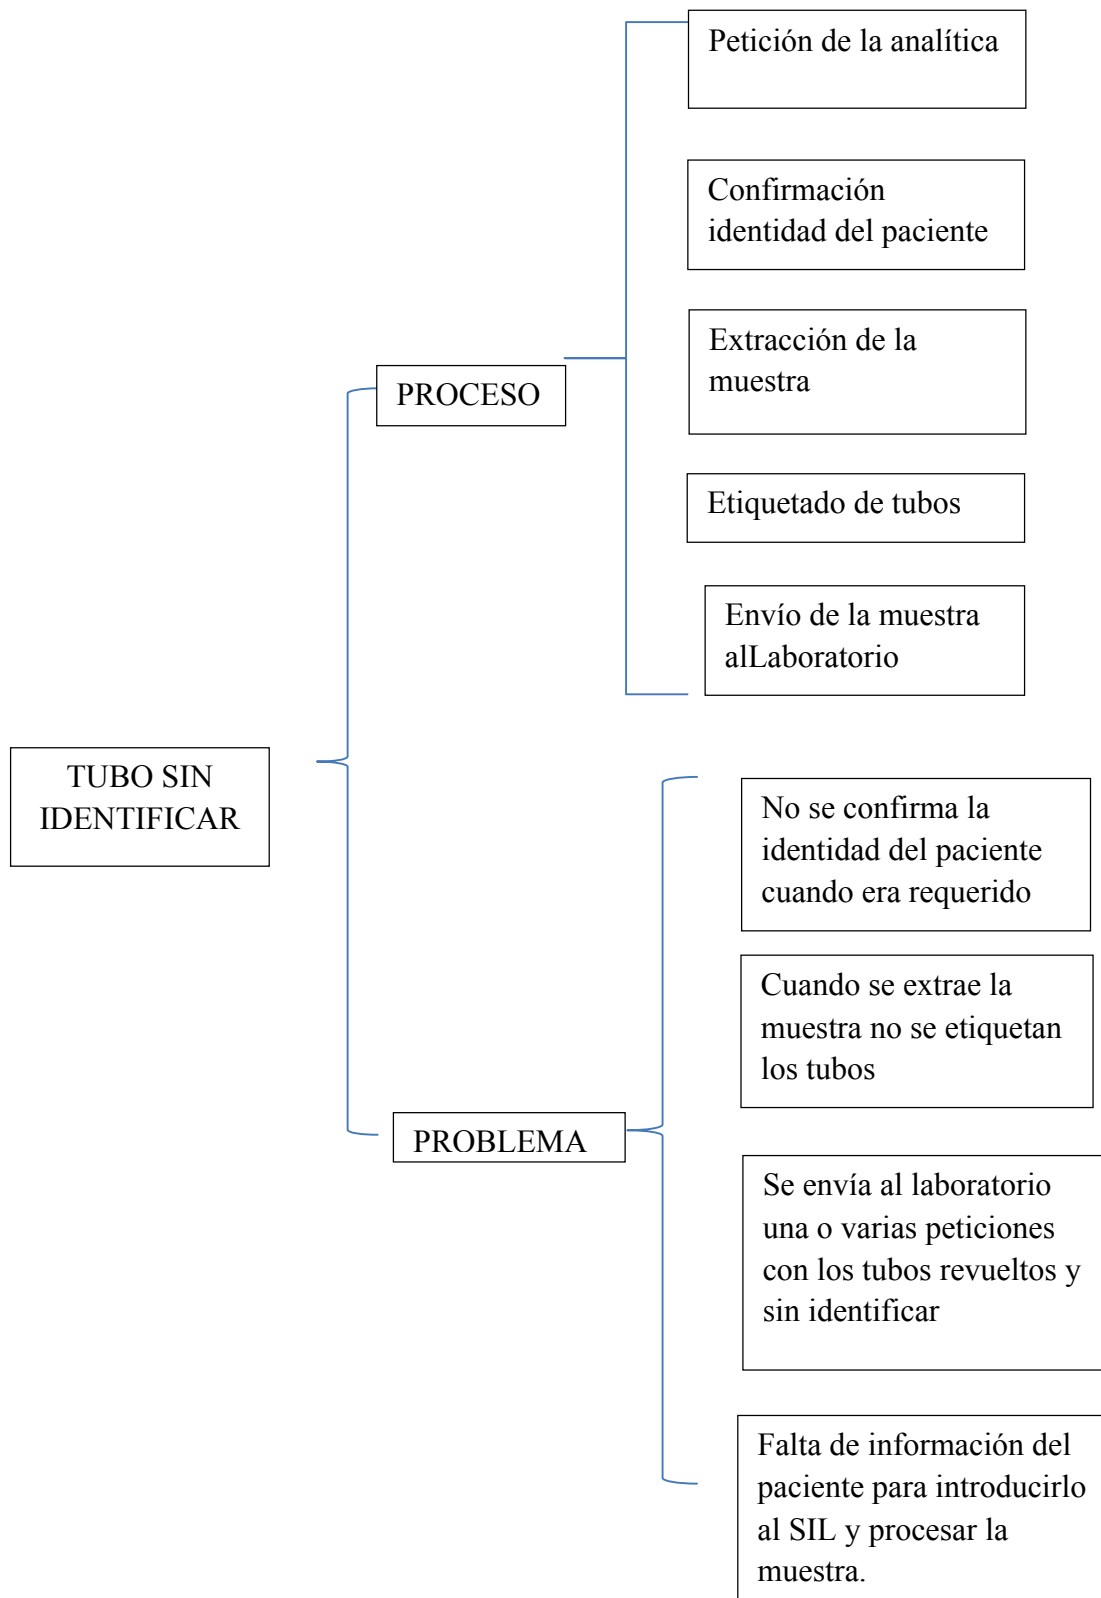 Petición de la analítica
Confirmación
identidad del paciente
Extracción de la
muestra
PROCESO
Etiquetado de tubos
Envío de la muestra
alLaboratorio
TUBO SIN
IDENTIFICAR
No se confirma la
identidad del paciente
cuando era requerido
Cuando se extrae la
muestra no se etiquetan
los tubos
PROBLEMA
Se envía al laboratorio
una o varias peticiones
con los tubos revueltos y
sin identificar
Falta de información del
paciente para introducirlo
al SIL y procesar la
muestra.